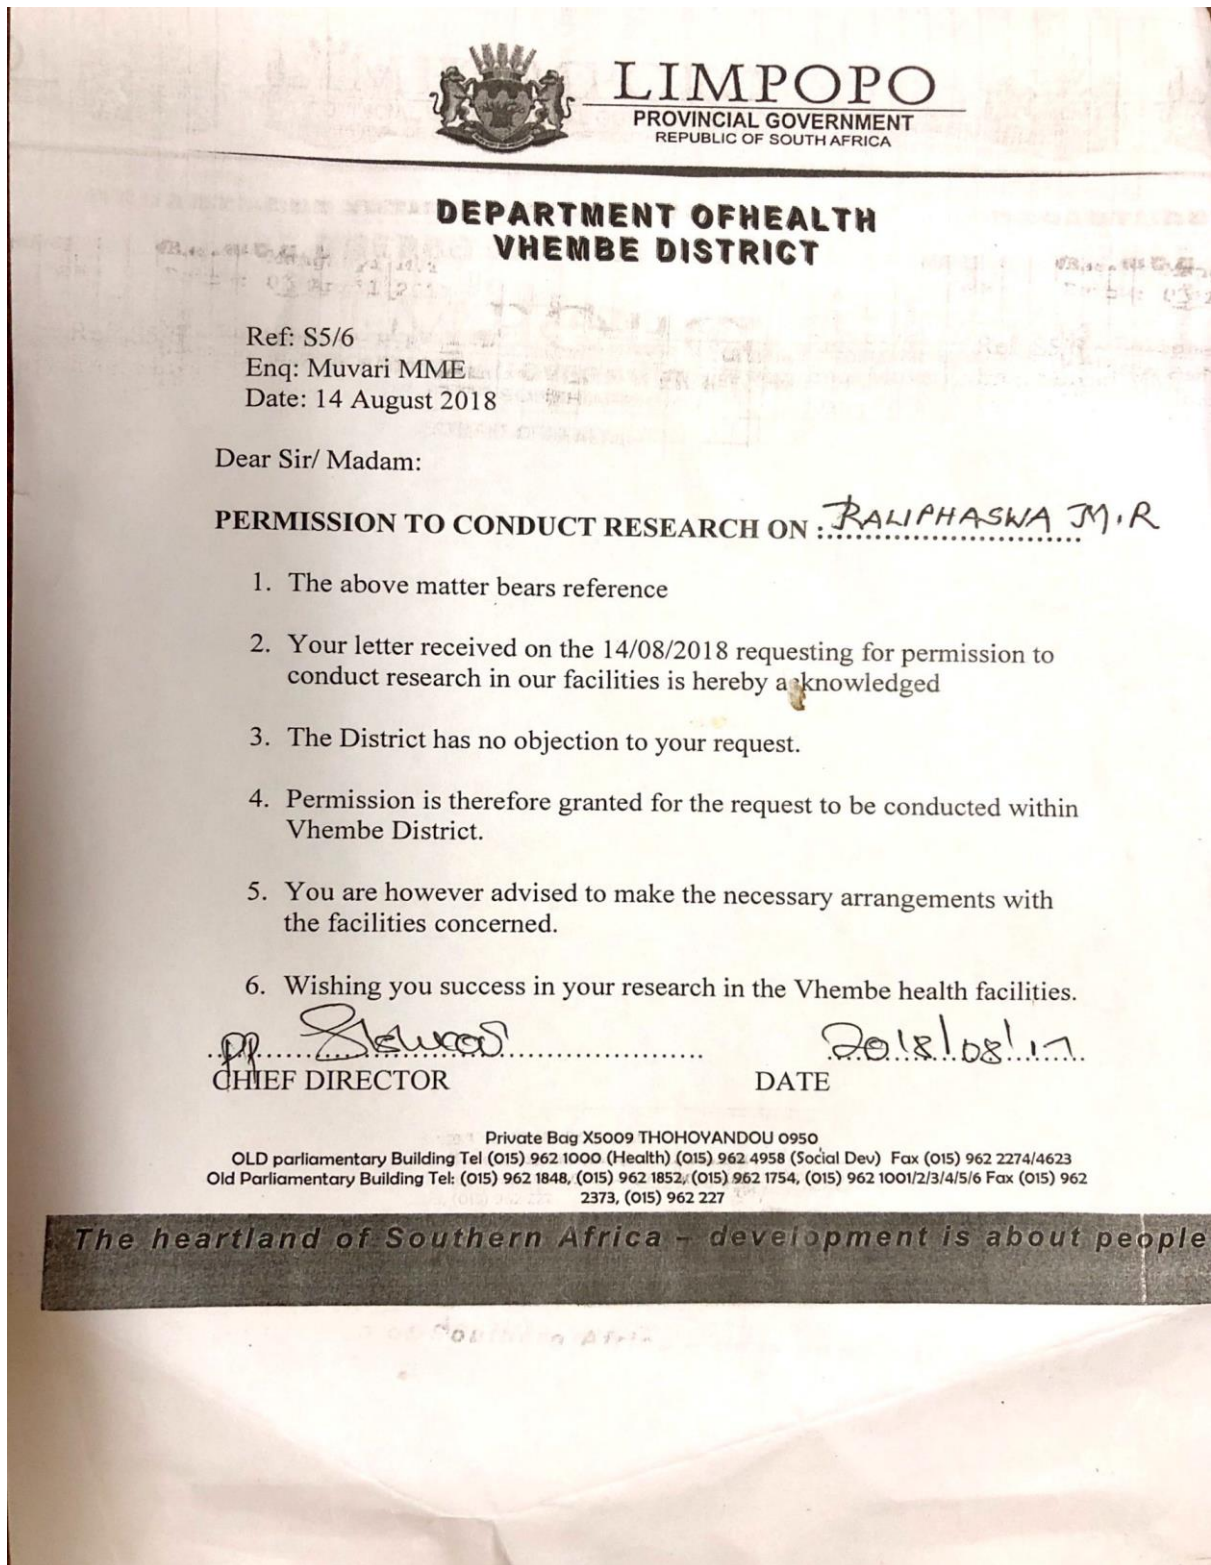 LIMPOPO
PROVINCIAL GOVERNMENT
REPUBLIC OF SOUTH AFRICA
DEPARTMENT OFHEALTH
VHEMBE DISTRICT
Ref: S5/6
Enq: Muvari MME
Date: 14 August 2018
Dear Sir/ Madam:
PERMISSION TO CONDUCT RESEARCH ON : RALIPHASWA M.R
1. The above matter bears reference
2. Your letter received on the 14/08/2018 requesting for permission to
conduct research in our facilities is hereby acknowledged
3. The District has no objection to your request.
4. Permission is therefore granted for the request to be conducted within
Vhembe District.
5. You are however advised to make the necessary arrangements with
the facilities concerned.
6. Wishing you success in your research in the Vhembe health facilities.
pp 2018/08/17
CHIEF DIRECTOR DATE
Private Bag X5009 THOHOYANDOU 0950
OLD parliamentary Building Tel (015) 962 1000 (Health) (015) 962 4958 (Social Dev) Fax (015) 962 2274/4623
Old Parliamentary Building Tel: (015) 962 1848, (015) 962 1852, (015) 962 1754, (015) 962 1001/2/3/4/5/6 Fax (015) 962
2373, (015) 962 227
The heartland of Southern Africa – development is about people